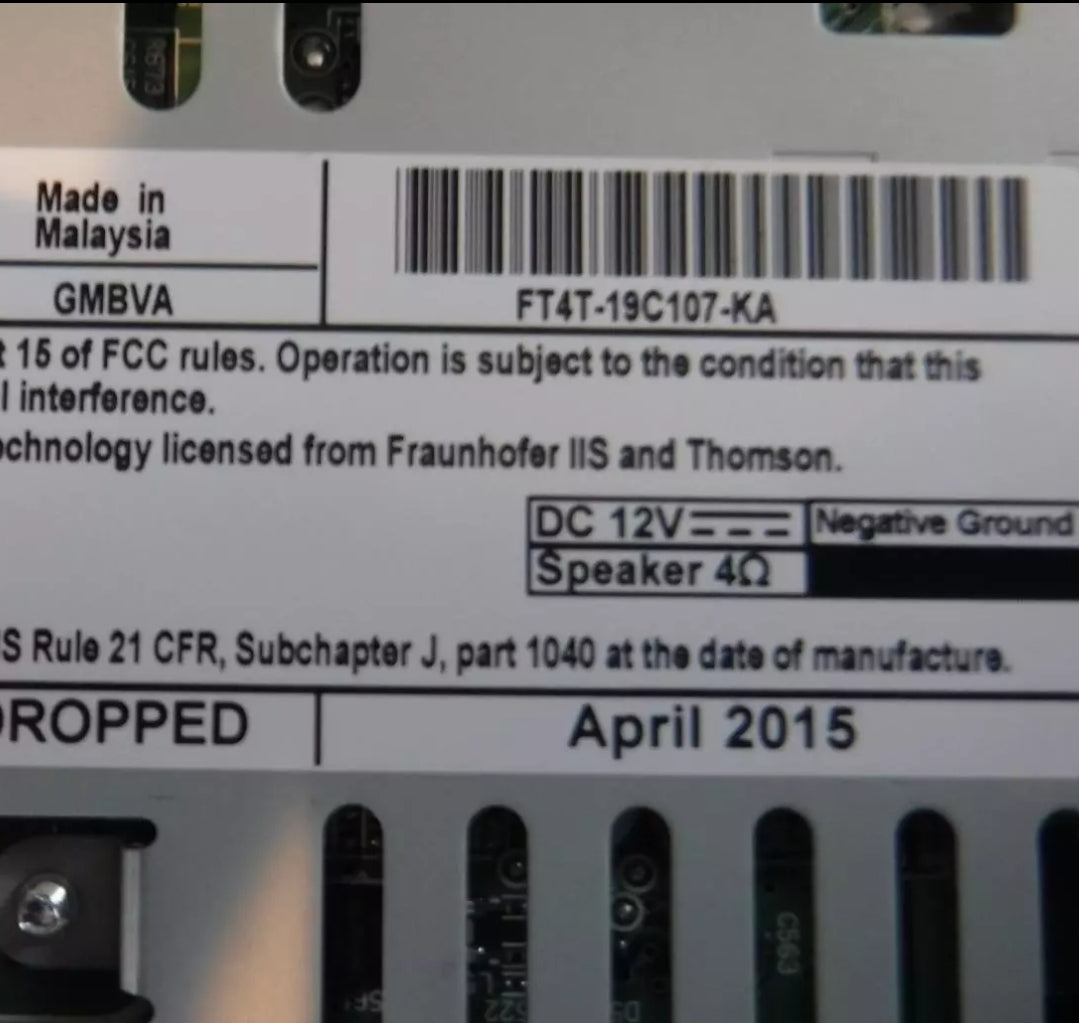 R673
Made in
Malaysia
GMBVA
FT4T-19C107-KA
15 of FCC rules. Operation is subject to the condition that this
interference.
licensed from Fraunhofer IIS and Thomson.
DC 12V
Negative Ground
Speaker 4Ω
S Rule 21 CFR, Subchapter J, part 1040 at the date of manufacture.
ROPPED
April 2015
C563